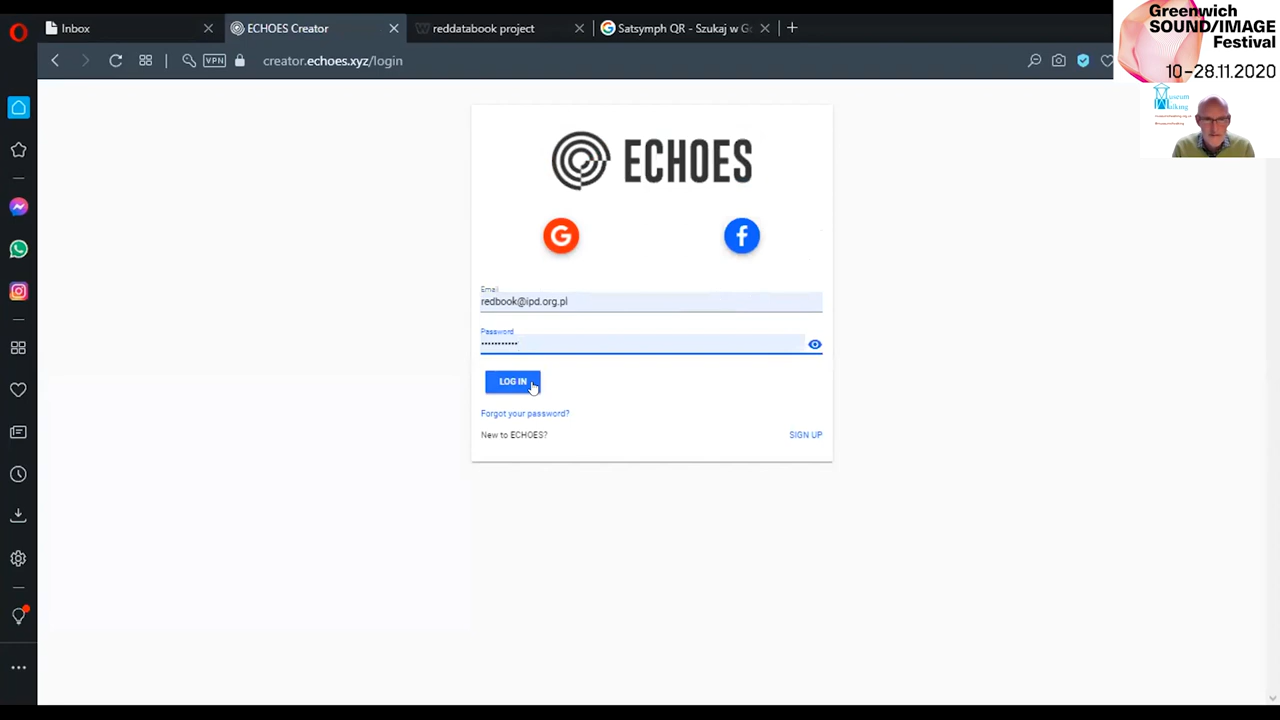 Inbox
ECHOES Creator
reddatabook project
Satsymph QR - Szukaj w G
Greenwich
SOUND/IMAGE
Festival
10–28.11.2020
VPN
creator.echoes.xyz/login
Museum
Walking
ECHOES
G
f
Email
redbook@ipd.org.pl
Password
•••••••••••
LOG IN
Forgot your password?
New to ECHOES?
SIGN UP